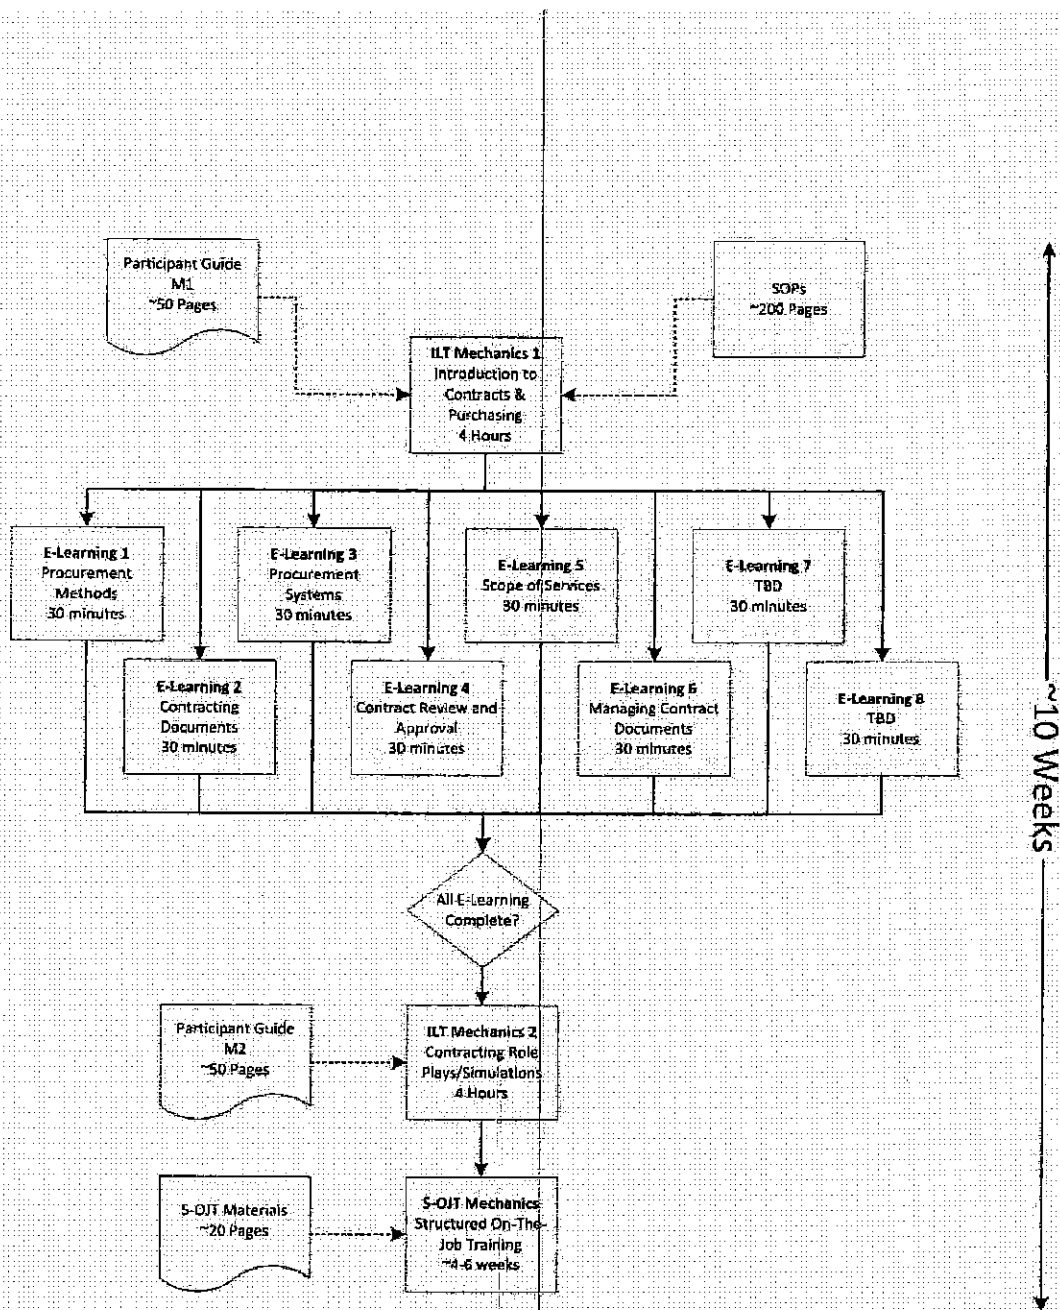 Participant Guide
M1
~50 Pages
SOPs
~200 Pages
ILT Mechanics 1
Introduction to
Contracts &
Purchasing
4 Hours
E-Learning 1
Procurement
Methods
30 minutes
E-Learning 3
Procurement
Systems
30 minutes
E-Learning 5
Scope of Services
30 minutes
E-Learning 7
TBD
30 minutes
E-Learning 2
Contracting
Documents
30 minutes
E-Learning 4
Contract Review and
Approval
30 minutes
E-Learning 6
Managing Contract
Documents
30 minutes
E-Learning 8
TBD
30 minutes
~10 Weeks
All E-Learning
Complete?
Participant Guide
M2
~50 Pages
ILT Mechanics 2
Contracting Role
Plays/Simulations
4 Hours
S-OJT Materials
~20 Pages
S-OJT Mechanics
Structured On-The-
Job Training
~4-6 weeks